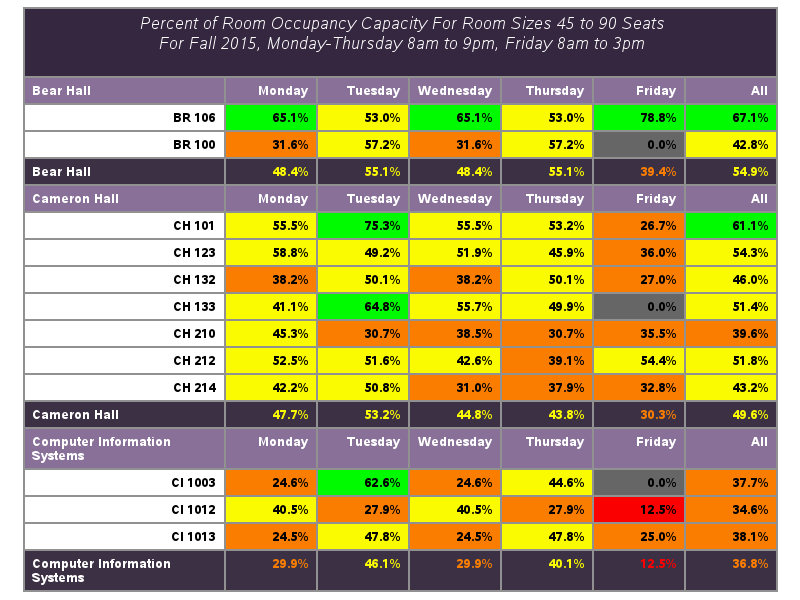 Percent of Room Occupancy Capacity For Room Sizes 45 to 90 Seats
For Fall 2015, Monday-Thursday 8am to 9pm, Friday 8am to 3pm
Bear Hall Monday Tuesday Wednesday Thursday Friday All
BR 106 65.1% 53.0% 65.1% 53.0% 78.8% 67.1%
BR 100 31.6% 57.2% 31.6% 57.2% 0.0% 42.8%
Bear Hall 48.4% 55.1% 48.4% 55.1% 39.4% 54.9%
Cameron Hall Monday Tuesday Wednesday Thursday Friday All
CH 101 55.5% 75.3% 55.5% 53.2% 26.7% 61.1%
CH 123 58.8% 49.2% 51.9% 45.9% 36.0% 54.3%
CH 132 38.2% 50.1% 38.2% 50.1% 27.0% 46.0%
CH 133 41.1% 64.8% 55.7% 49.9% 0.0% 51.4%
CH 210 45.3% 30.7% 38.5% 30.7% 35.5% 39.6%
CH 212 52.5% 51.6% 42.6% 39.1% 54.4% 51.8%
CH 214 42.2% 50.8% 31.0% 37.9% 32.8% 43.2%
Cameron Hall 47.7% 53.2% 44.8% 43.8% 30.3% 49.6%
Computer Information Monday Tuesday Wednesday Thursday Friday All
Systems
CI 1003 24.6% 62.6% 24.6% 44.6% 0.0% 37.7%
CI 1012 40.5% 27.9% 40.5% 27.9% 12.5% 34.6%
CI 1013 24.5% 47.8% 24.5% 47.8% 25.0% 38.1%
Computer Information 29.9% 46.1% 29.9% 40.1% 12.5% 36.8%
Systems